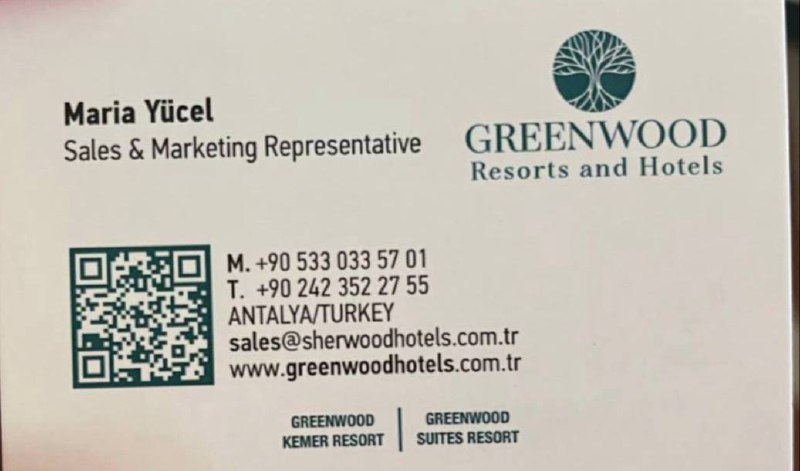 Maria Yücel
Sales & Marketing Representative
GREENWOOD
Resorts and Hotels
M. +90 533 033 57 01
T. +90 242 352 27 55
ANTALYA/TURKEY
sales@sherwoodhotels.com.tr
www.greenwoodhotels.com.tr
GREENWOOD
KEMER RESORT
GREENWOOD
SUITES RESORT